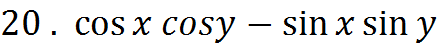 20 . cos x cosy − sin x sin y